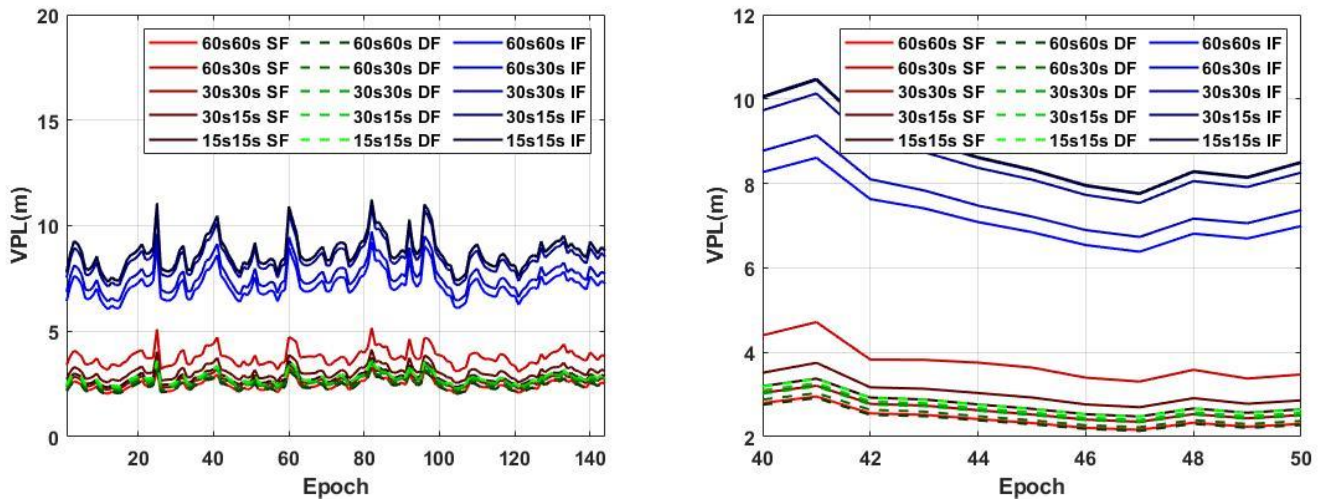 20
15
10
5
0
VPL(m)
60s60s SF 60s60s DF 60s60s IF
60s30s SF 60s30s DF 60s30s IF
30s30s SF 30s30s DF 30s30s IF
30s15s SF 30s15s DF 30s15s IF
15s15s SF 15s15s DF 15s15s IF
20 40 60 80 100 120 140
Epoch
12
10
8
6
4
2
VPL(m)
60s60s SF 60s60s DF 60s60s IF
60s30s SF 60s30s DF 60s30s IF
30s30s SF 30s30s DF 30s30s IF
30s15s SF 30s15s DF 30s15s IF
15s15s SF 15s15s DF 15s15s IF
40 42 44 46 48 50
Epoch